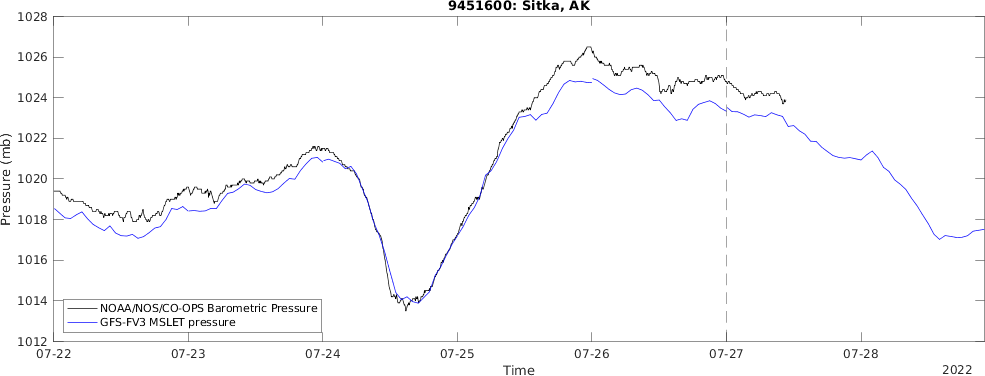 9451600: Sitka, AK
1028
1026
1024
1022
1020
1018
1016
1014
1012
Pressure (mb)
NOAA/NOS/CO-OPS Barometric Pressure
GFS-FV3 MSLET pressure
07-22 07-23 07-24 07-25 07-26 07-27 07-28
Time
2022